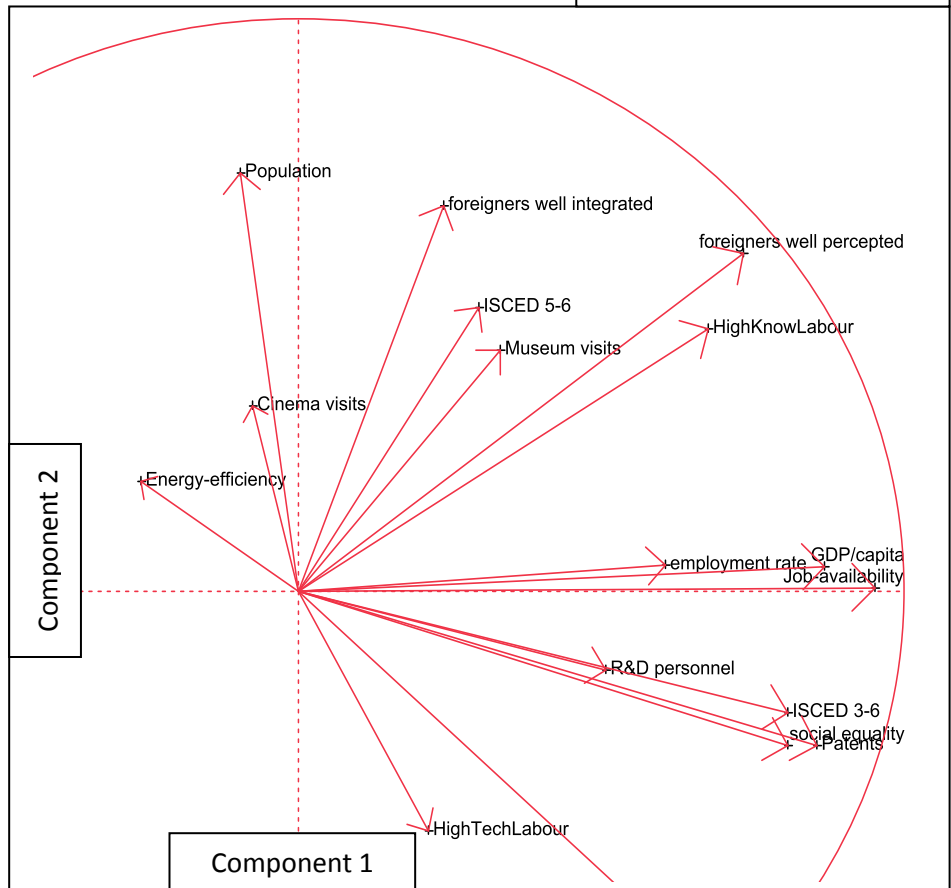 Population
foreigners well integrated
foreigners well percepted
ISCED 5-6
HighKnowLabour
Museum visits
Cinema visits
Energy-efficiency
Component 2
employment rate
GDP/capita
Job-availability
R&D personnel
ISCED 3-6
social equality
Patents
HighTechLabour
Component 1